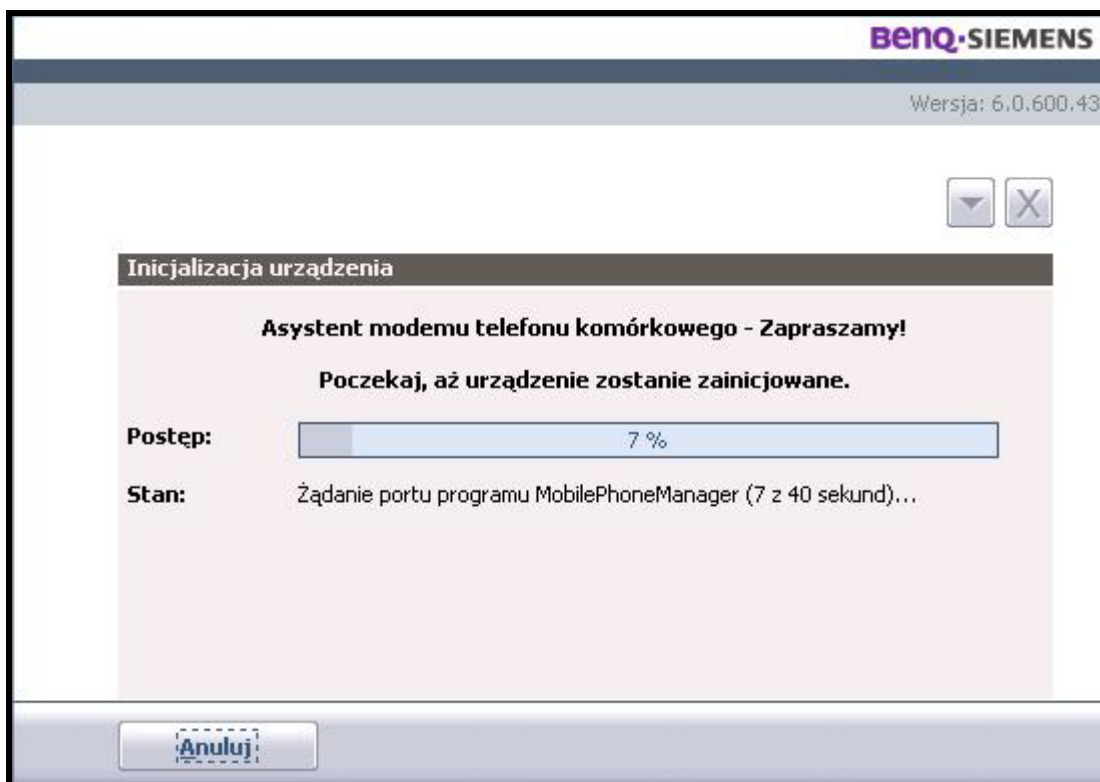 BenQ·SIEMENS
Wersja: 6.0.600.43
X
Inicjalizacja urządzenia
Asystent modemu telefonu komórkowego - Zapraszamy!
Poczekaj, aż urządzenie zostanie zainicjowane.
Postęp: 7 %
Stan: Żądanie portu programu MobilePhoneManager (7 z 40 sekund)...
Anuluj